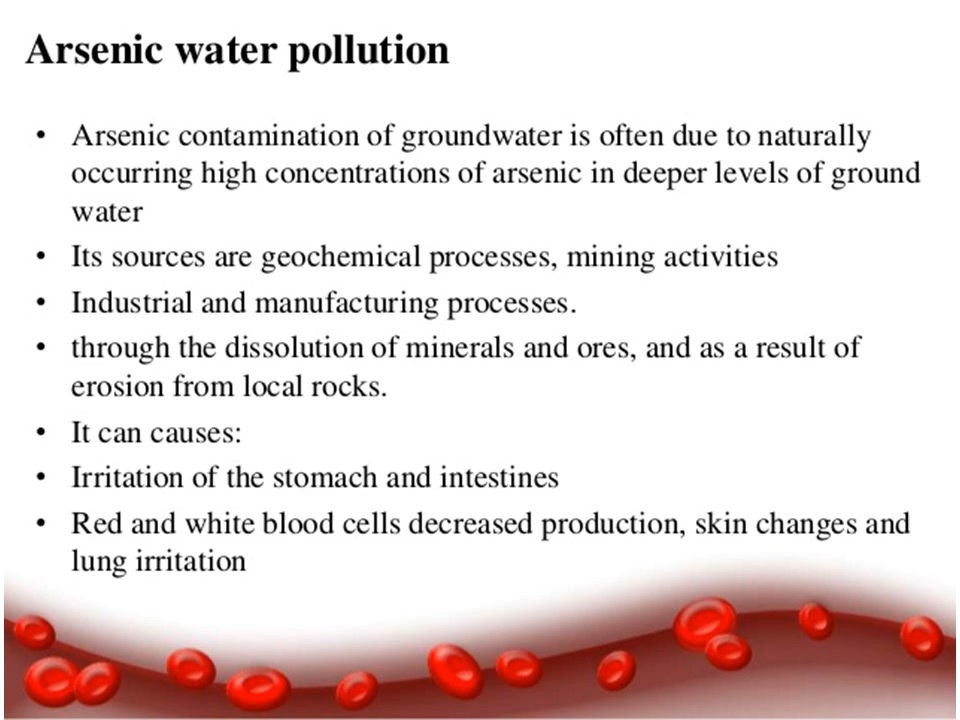 Arsenic water pollution
• Arsenic contamination of groundwater is often due to naturally
occurring high concentrations of arsenic in deeper levels of ground
water
• Its sources are geochemical processes, mining activities
• Industrial and manufacturing processes.
• through the dissolution of minerals and ores, and as a result of
erosion from local rocks.
• It can causes:
• Irritation of the stomach and intestines
• Red and white blood cells decreased production, skin changes and
lung irritation